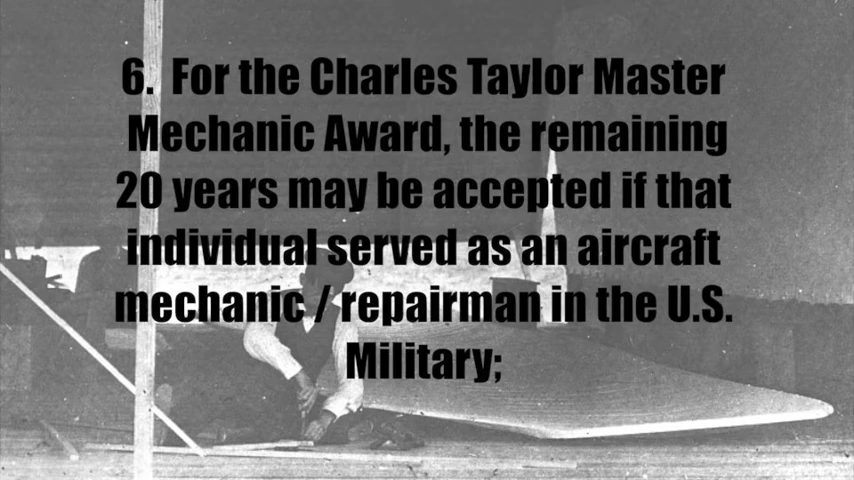 6. For the Charles Taylor Master
Mechanic Award, the remaining
20 years may be accepted if that
individual served as an aircraft
mechanic / repairman in the U.S.
Military;